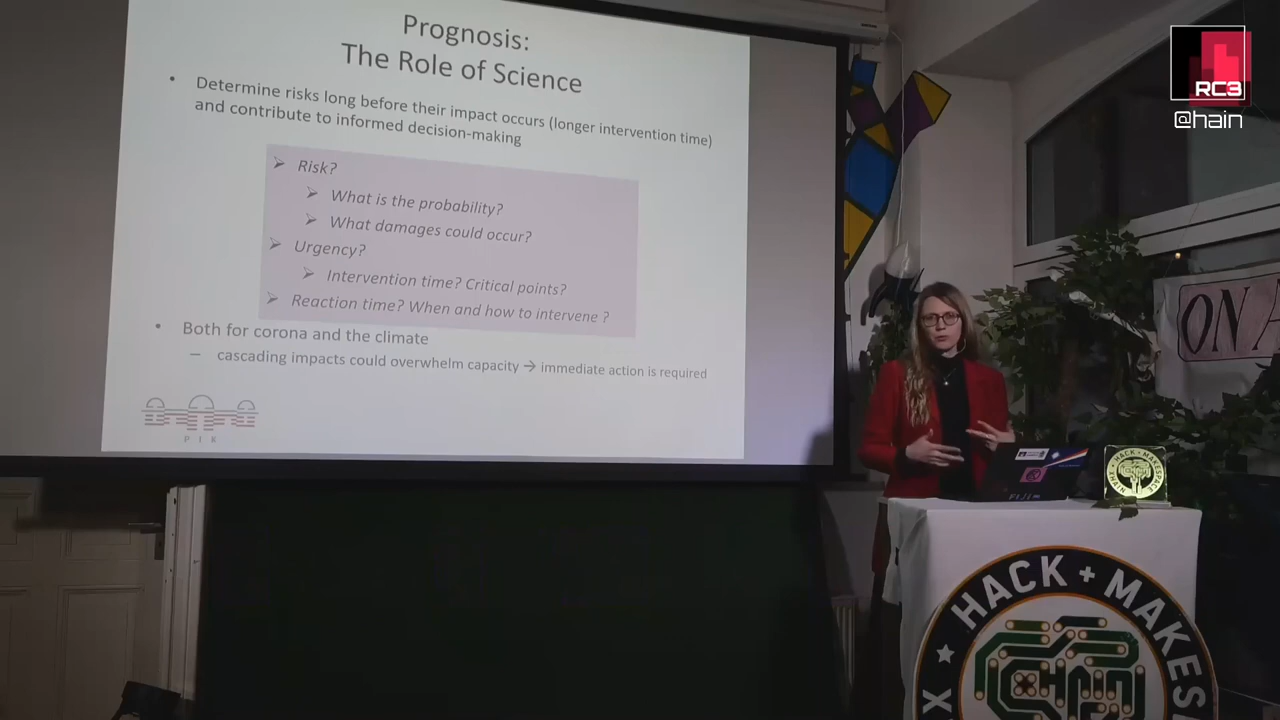 Prognosis:
The Role of Science
• Determine risks long before their impact occurs (longer intervention time)
and contribute to informed decision-making
➢ Risk?
➢ What is the probability?
➢ What damages could occur?
➢ Urgency?
➢ Intervention time? Critical points?
➢ Reaction time? When and how to intervene ?
• Both for corona and the climate
– cascading impacts could overwhelm capacity → immediate action is required
P I K
RC3
@hain
ON A
HACK + MAKESPACE
HACK + MAKES